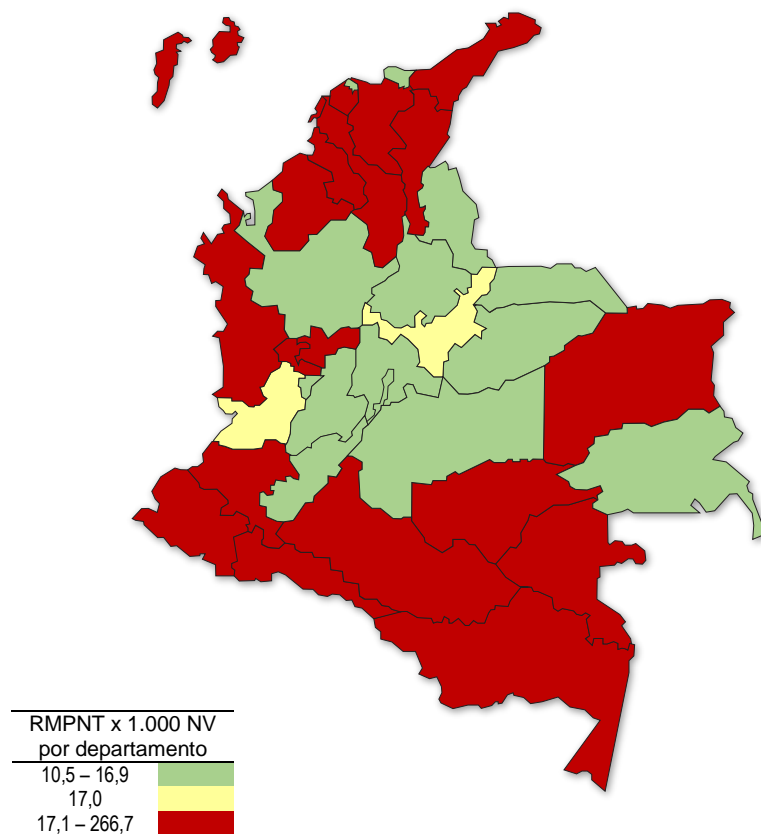 RMPNT x 1.000 NV
por departamento
10,5 – 16,9
17,0
17,1 – 266,7